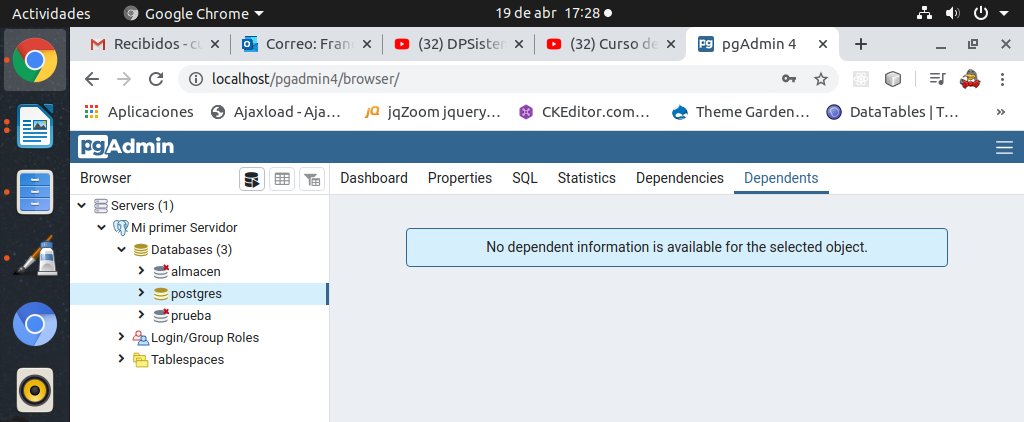 Actividades Google Chrome 19 de abr 17:28
Recibidos - cu Correo: Fran (32) DPSister (32) Curso de pgAdmin 4
localhost/pgadmin4/browser/
Aplicaciones Ajaxload - Aja... jqZoom jquery... CKEditor.com... Theme Garden... DataTables | T... »
pgAdmin
Browser Dashboard Properties SQL Statistics Dependencies Dependents
Servers (1)
Mi primer Servidor
Databases (3)
almacen
postgres
prueba
Login/Group Roles
Tablespaces
No dependent information is available for the selected object.